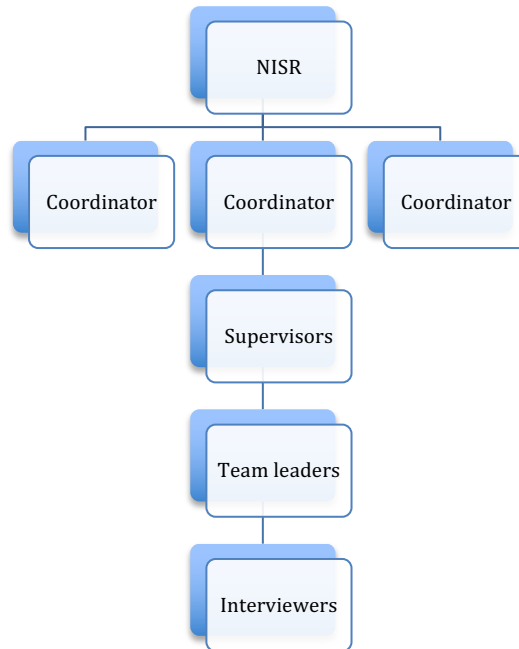 NISR
Coordinator
Coordinator
Coordinator
Supervisors
Team leaders
Interviewers